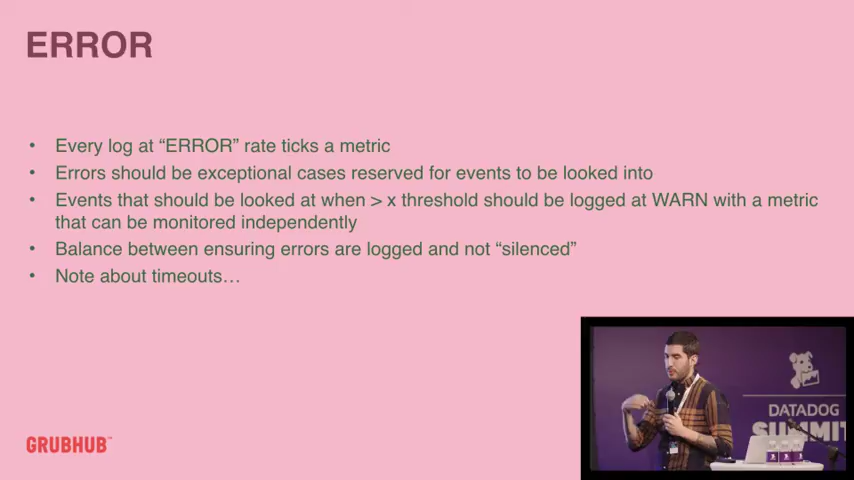 ERROR
• Every log at “ERROR” rate ticks a metric
• Errors should be exceptional cases reserved for events to be looked into
• Events that should be looked at when > x threshold should be logged at WARN with a metric
that can be monitored independently
• Balance between ensuring errors are logged and not “silenced”
• Note about timeouts…
GRUBHUB™
DATADOG
SUMMIT